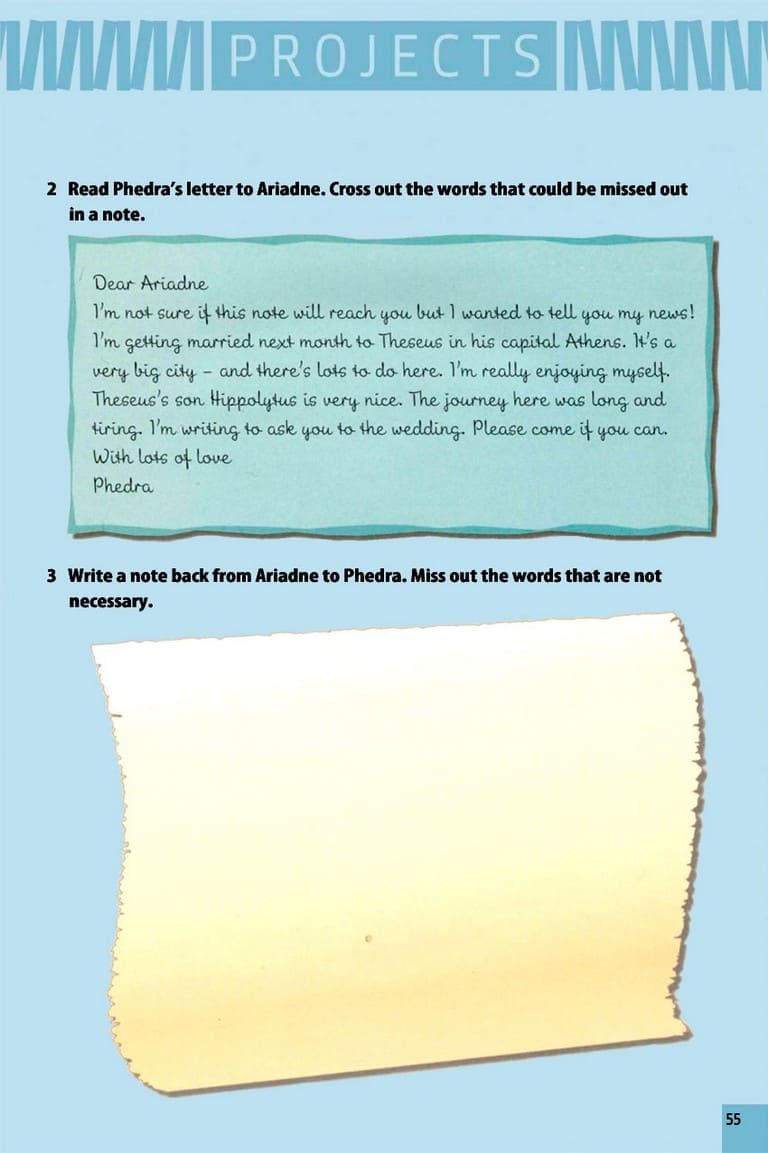 PROJECTS
2 Read Phedra's letter to Ariadne. Cross out the words that could be missed out
in a note.
Dear Ariadne
I'm not sure if this note will reach you but I wanted to tell you my news!
I'm getting married next month to Theseus in his capital Athens. It's a
very big city – and there's lots to do here. I'm really enjoying myself.
Theseus's son Hippolytus is very nice. The journey here was long and
tiring. I'm writing to ask you to the wedding. Please come if you can.
With lots of love
Phedra
3 Write a note back from Ariadne to Phedra. Miss out the words that are not
necessary.
55